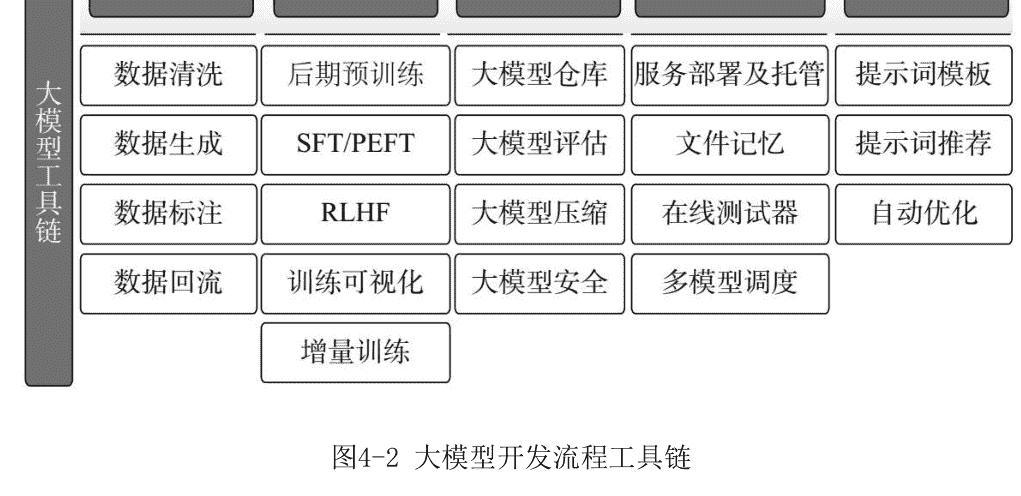 大模型工具链
数据清洗 后期预训练 大模型仓库 服务部署及托管 提示词模板
数据生成 SFT/PEFT 大模型评估 文件记忆 提示词推荐
数据标注 RLHF 大模型压缩 在线测试器 自动优化
数据回流 训练可视化 大模型安全 多模型调度
增量训练
图4-2 大模型开发流程工具链